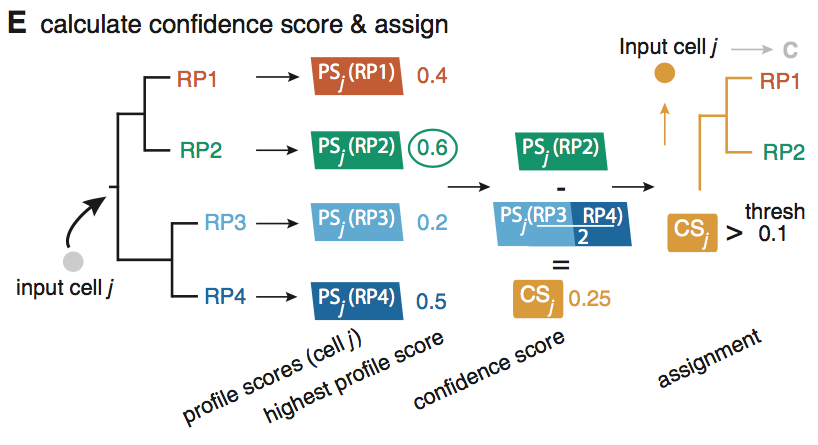 E calculate confidence score & assign
Input cell j C
RP1 PSj(RP1) 0.4 RP1
RP2 PSj(RP2) 0.6 PSj(RP2) RP2
-
RP3 PSj(RP3) 0.2 PSj(RP3 RP4) CSj > thresh
2 0.1
=
input cell j
RP4 PSj(RP4) 0.5 CSj 0.25
profile scores (cell j)
highest profile score
confidence score
assignment